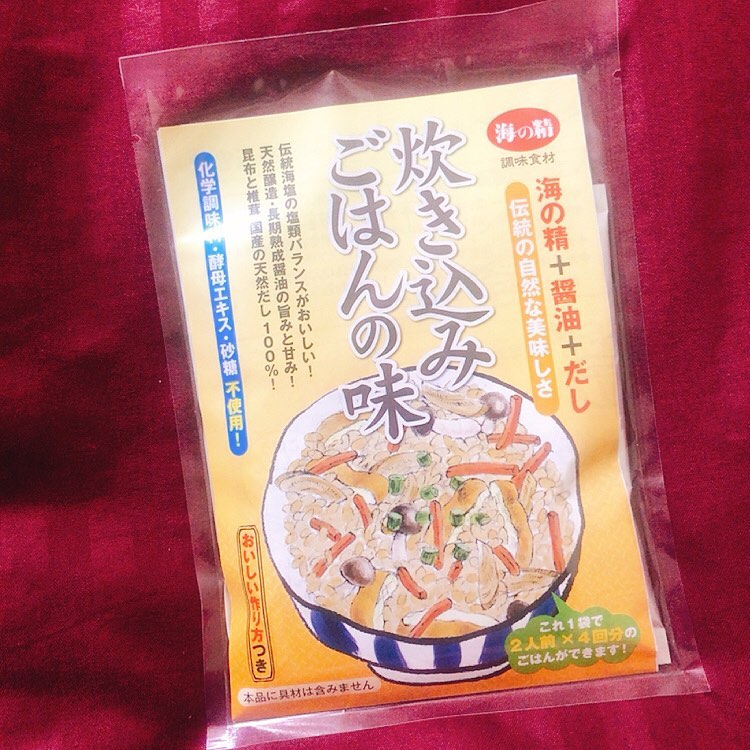 海の精
調味食材
海の精+醤油+だし
伝統の自然な美味しさ
炊き込み
ごはんの味
伝統海塩の塩類バランスがおいしい!
天然醸造・長期熟成醤油の旨みと甘み!
昆布と椎茸 国産の天然だし100%!
化学調味料・酵母エキス・砂糖 不使用!
おいしい作り方つき
これ1袋で
2人前×4回分の
ごはんができます!
本品に具材は含みません